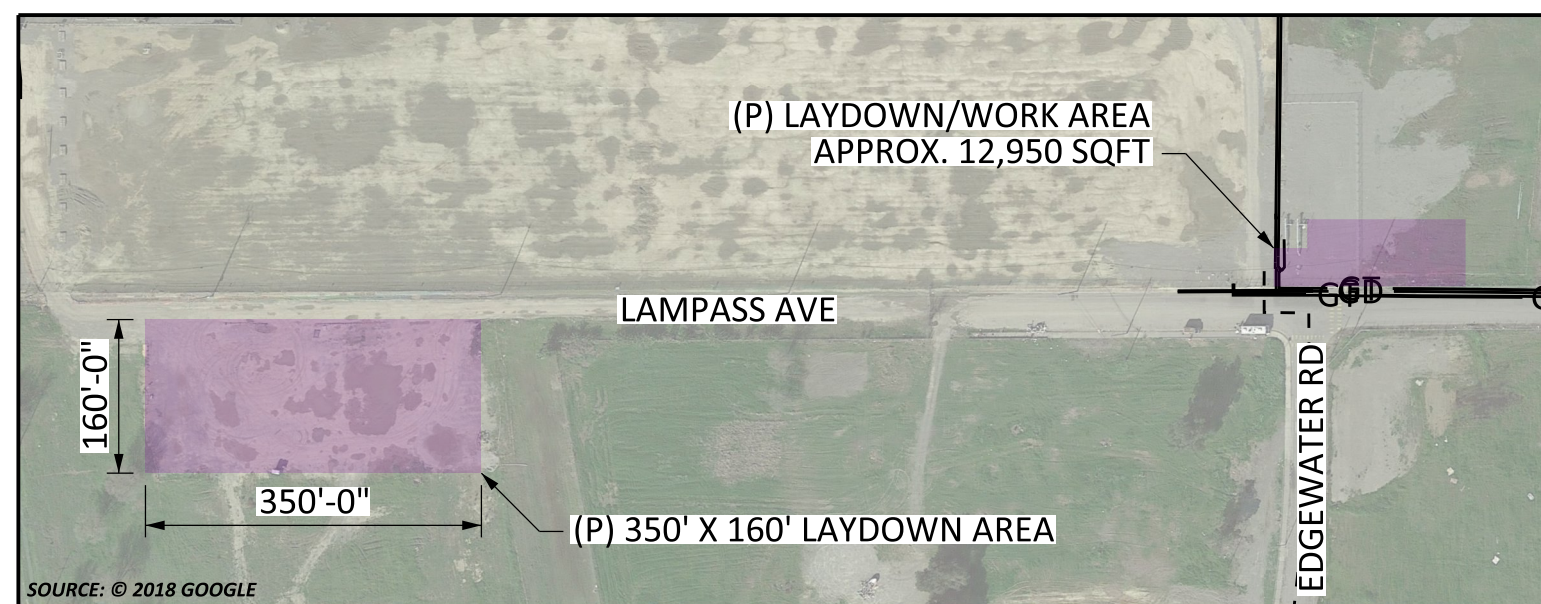 (P) LAYDOWN/WORK AREA
APPROX. 12,950 SQFT
LAMPASS AVE
160'-0"
350'-0"
(P) 350' X 160' LAYDOWN AREA
EDGEWATER RD
SOURCE: © 2018 GOOGLE